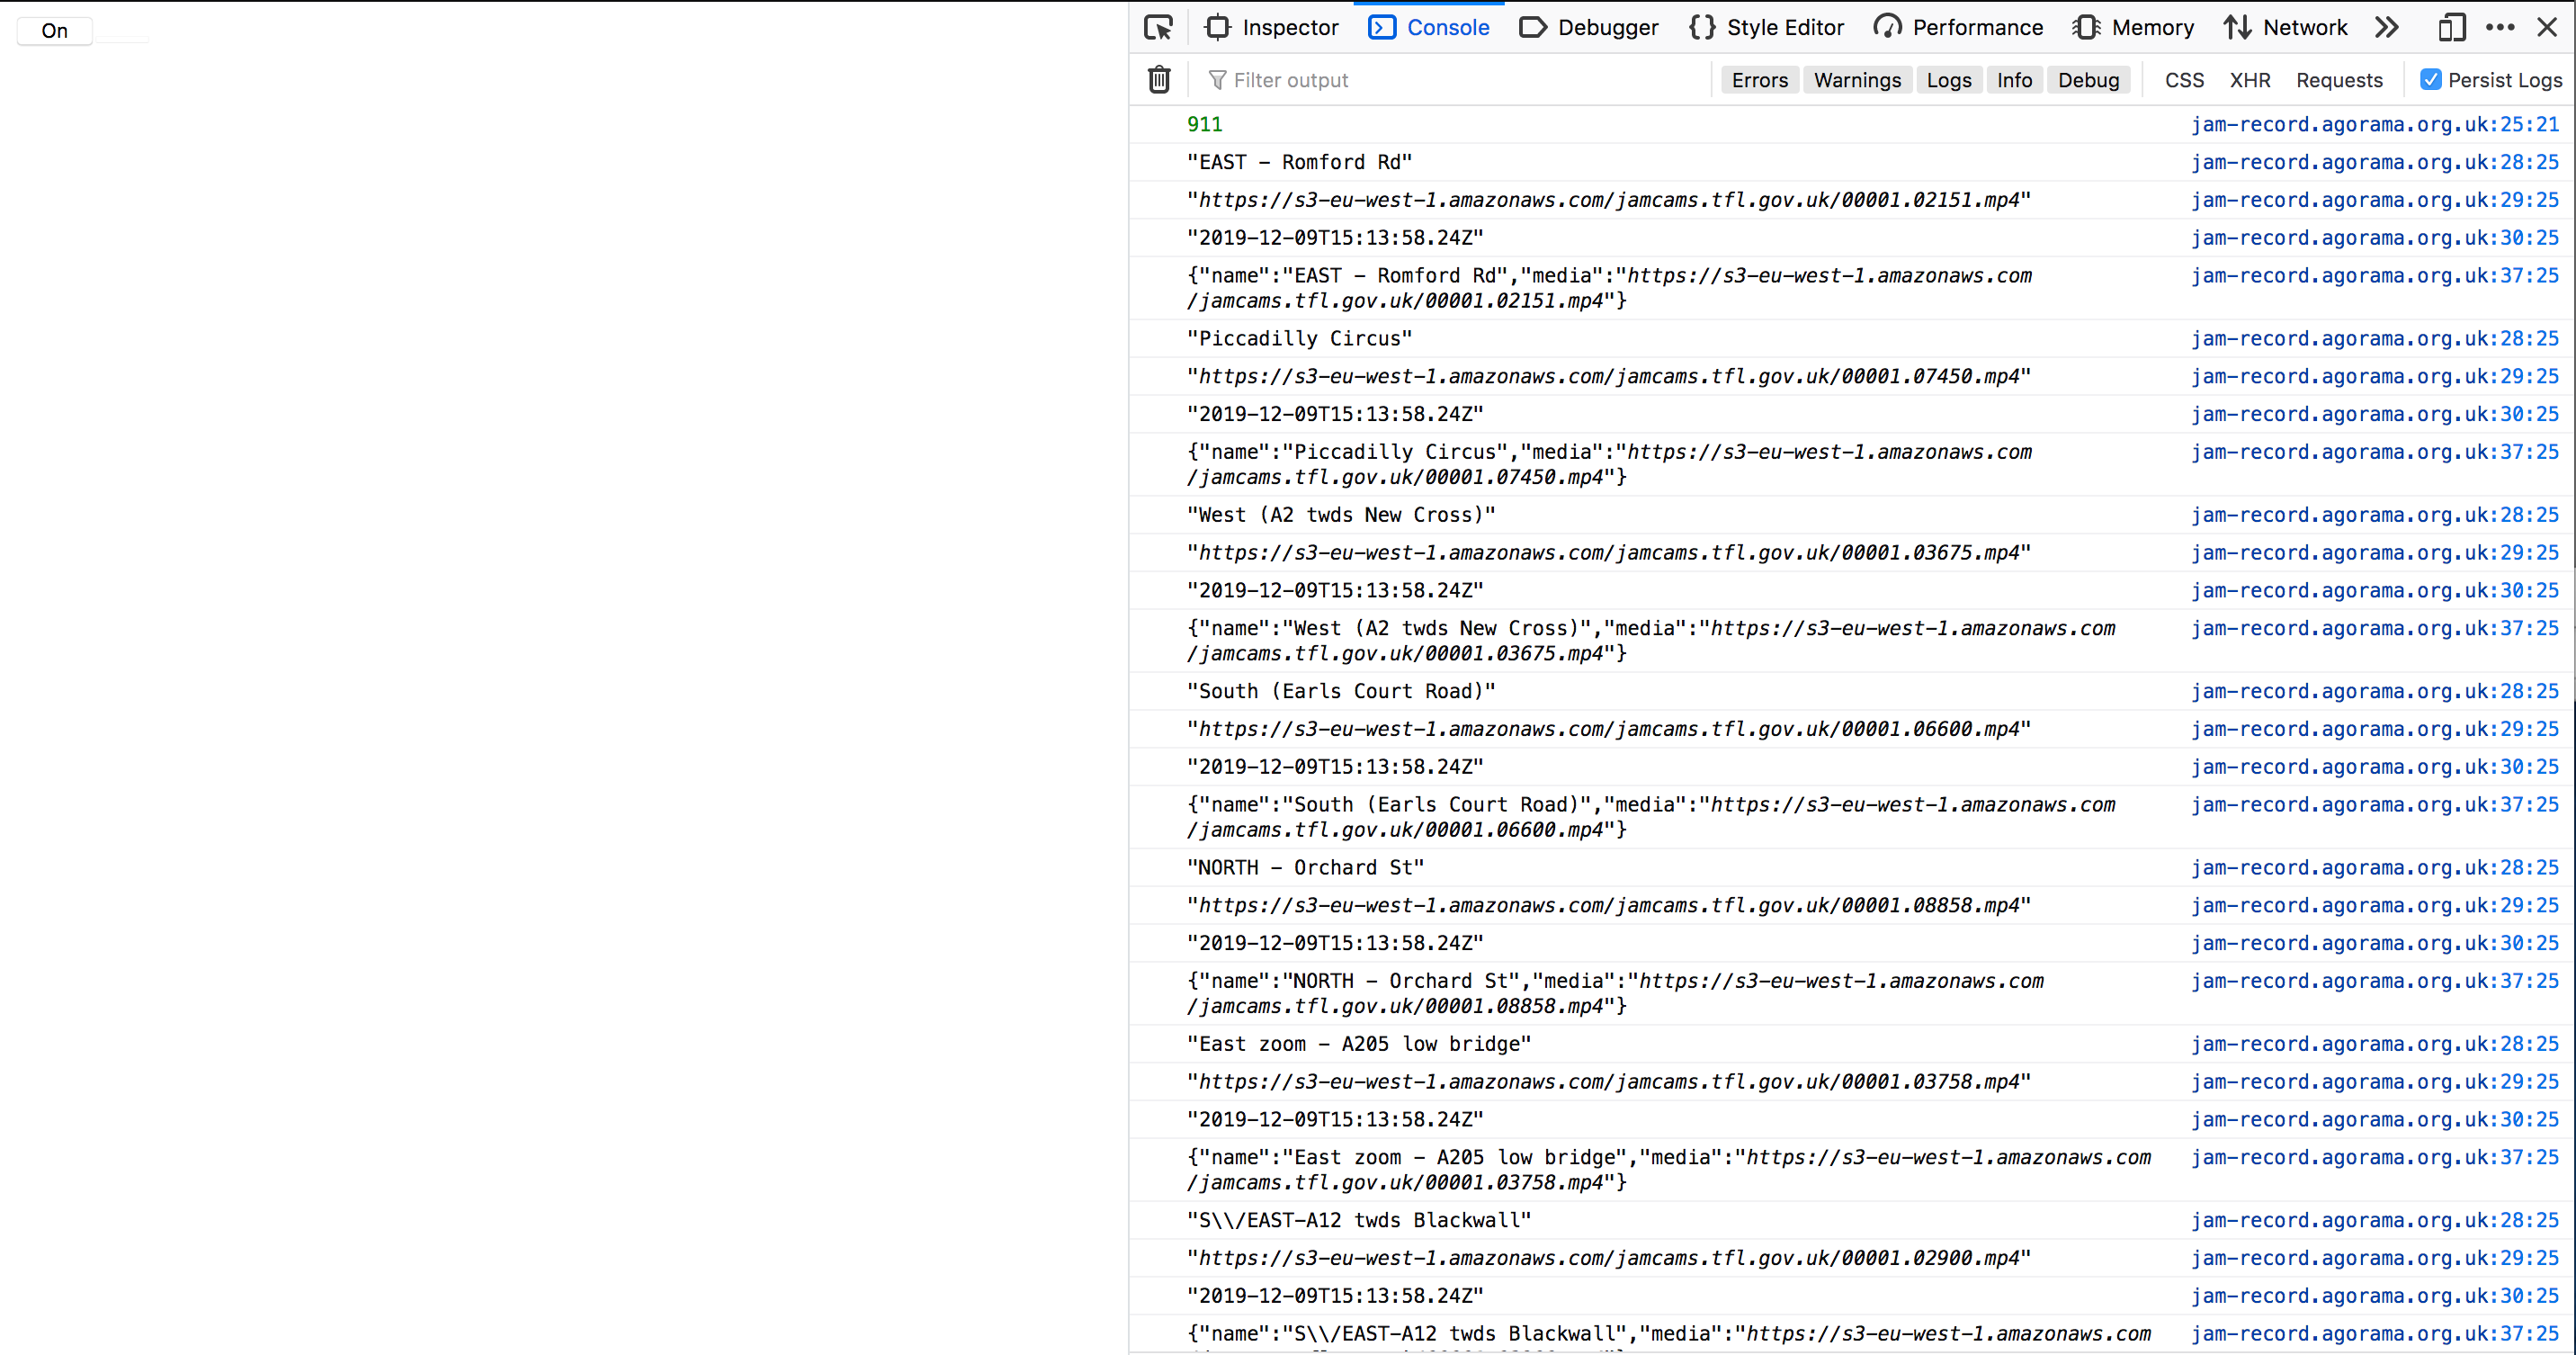 On
Inspector Console Debugger Style Editor Performance Memory Network
Filter output Errors Warnings Logs Info Debug CSS XHR Requests Persist Logs
911 jam-record.agorama.org.uk:25:21
"EAST – Romford Rd" jam-record.agorama.org.uk:28:25
"https://s3-eu-west-1.amazonaws.com/jamcams.tfl.gov.uk/00001.02151.mp4" jam-record.agorama.org.uk:29:25
"2019-12-09T15:13:58.24Z" jam-record.agorama.org.uk:30:25
{"name":"EAST – Romford Rd","media":"https://s3-eu-west-1.amazonaws.com jam-record.agorama.org.uk:37:25
/jamcams.tfl.gov.uk/00001.02151.mp4"}
"Piccadilly Circus" jam-record.agorama.org.uk:28:25
"https://s3-eu-west-1.amazonaws.com/jamcams.tfl.gov.uk/00001.07450.mp4" jam-record.agorama.org.uk:29:25
"2019-12-09T15:13:58.24Z" jam-record.agorama.org.uk:30:25
{"name":"Piccadilly Circus","media":"https://s3-eu-west-1.amazonaws.com jam-record.agorama.org.uk:37:25
/jamcams.tfl.gov.uk/00001.07450.mp4"}
"West (A2 twds New Cross)" jam-record.agorama.org.uk:28:25
"https://s3-eu-west-1.amazonaws.com/jamcams.tfl.gov.uk/00001.03675.mp4" jam-record.agorama.org.uk:29:25
"2019-12-09T15:13:58.24Z" jam-record.agorama.org.uk:30:25
{"name":"West (A2 twds New Cross)","media":"https://s3-eu-west-1.amazonaws.com jam-record.agorama.org.uk:37:25
/jamcams.tfl.gov.uk/00001.03675.mp4"}
"South (Earls Court Road)" jam-record.agorama.org.uk:28:25
"https://s3-eu-west-1.amazonaws.com/jamcams.tfl.gov.uk/00001.06600.mp4" jam-record.agorama.org.uk:29:25
"2019-12-09T15:13:58.24Z" jam-record.agorama.org.uk:30:25
{"name":"South (Earls Court Road)","media":"https://s3-eu-west-1.amazonaws.com jam-record.agorama.org.uk:37:25
/jamcams.tfl.gov.uk/00001.06600.mp4"}
"NORTH – Orchard St" jam-record.agorama.org.uk:28:25
"https://s3-eu-west-1.amazonaws.com/jamcams.tfl.gov.uk/00001.08858.mp4" jam-record.agorama.org.uk:29:25
"2019-12-09T15:13:58.24Z" jam-record.agorama.org.uk:30:25
{"name":"NORTH – Orchard St","media":"https://s3-eu-west-1.amazonaws.com jam-record.agorama.org.uk:37:25
/jamcams.tfl.gov.uk/00001.08858.mp4"}
"East zoom – A205 low bridge" jam-record.agorama.org.uk:28:25
"https://s3-eu-west-1.amazonaws.com/jamcams.tfl.gov.uk/00001.03758.mp4" jam-record.agorama.org.uk:29:25
"2019-12-09T15:13:58.24Z" jam-record.agorama.org.uk:30:25
{"name":"East zoom – A205 low bridge","media":"https://s3-eu-west-1.amazonaws.com jam-record.agorama.org.uk:37:25
/jamcams.tfl.gov.uk/00001.03758.mp4"}
"S\\/EAST-A12 twds Blackwall" jam-record.agorama.org.uk:28:25
"https://s3-eu-west-1.amazonaws.com/jamcams.tfl.gov.uk/00001.02900.mp4" jam-record.agorama.org.uk:29:25
"2019-12-09T15:13:58.24Z" jam-record.agorama.org.uk:30:25
{"name":"S\\/EAST-A12 twds Blackwall","media":"https://s3-eu-west-1.amazonaws.com jam-record.agorama.org.uk:37:25